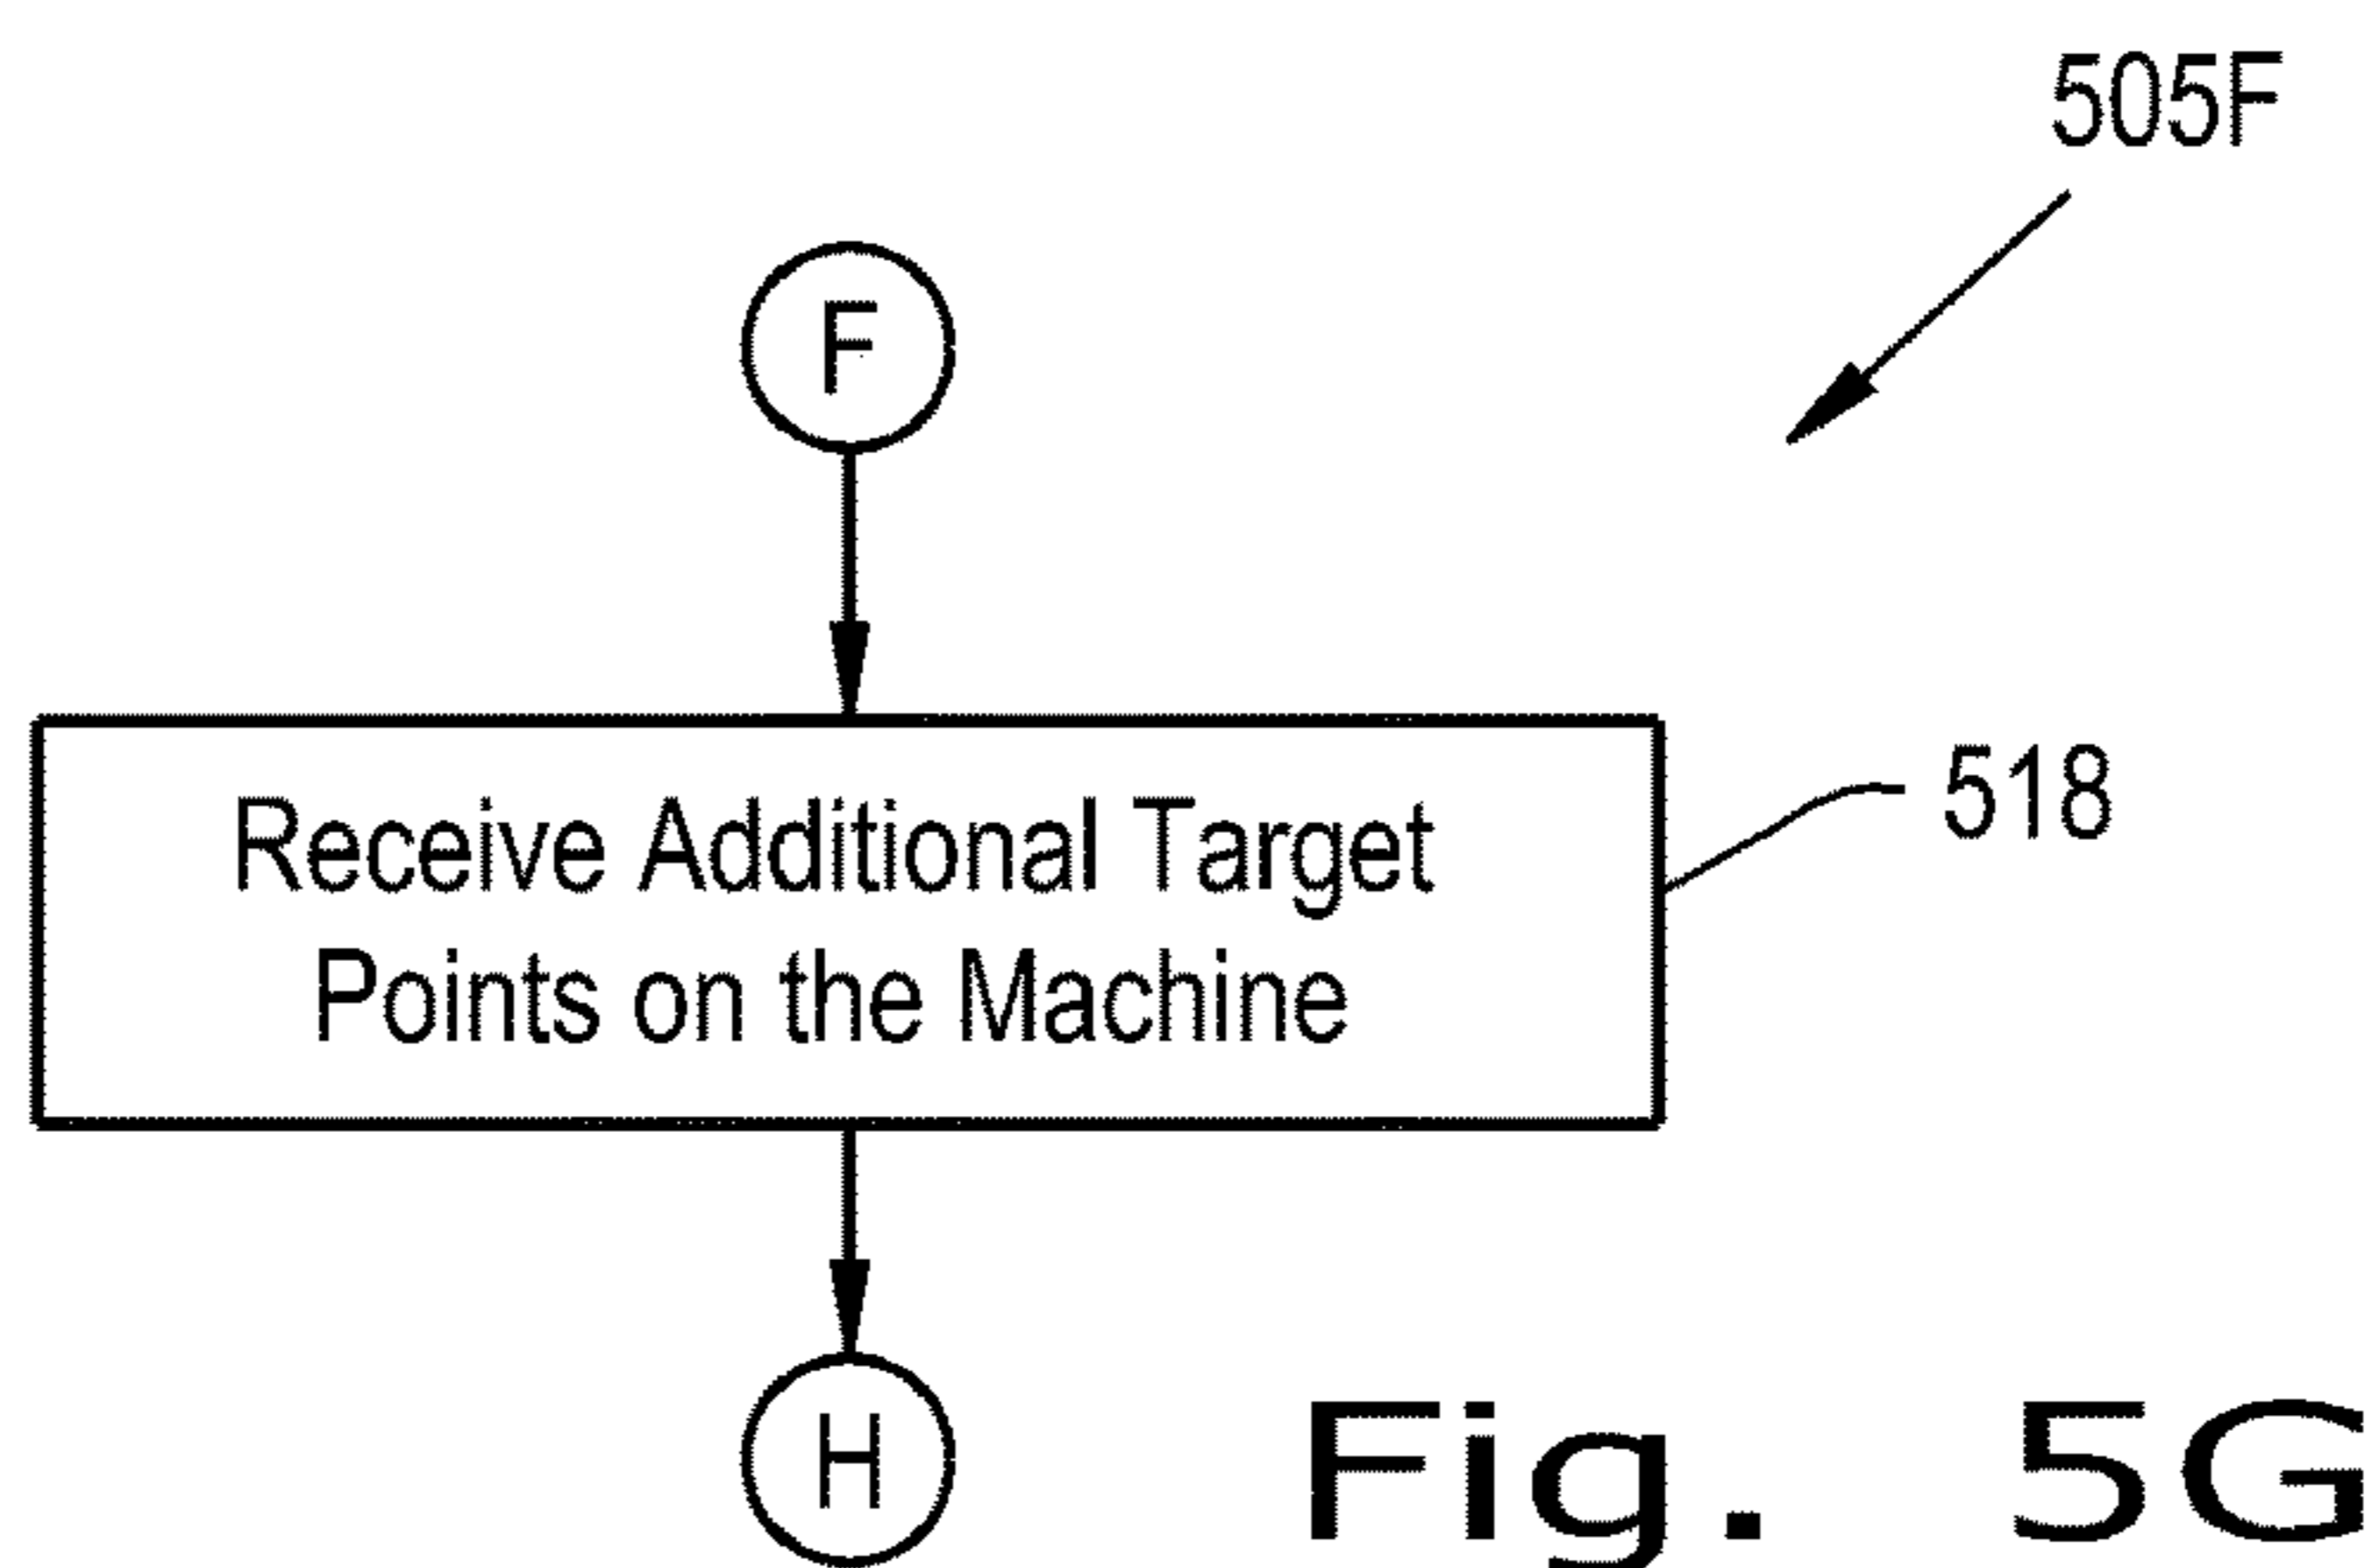 505F
F
Receive Additional Target
Points on the Machine
518
H
Fig. 5G